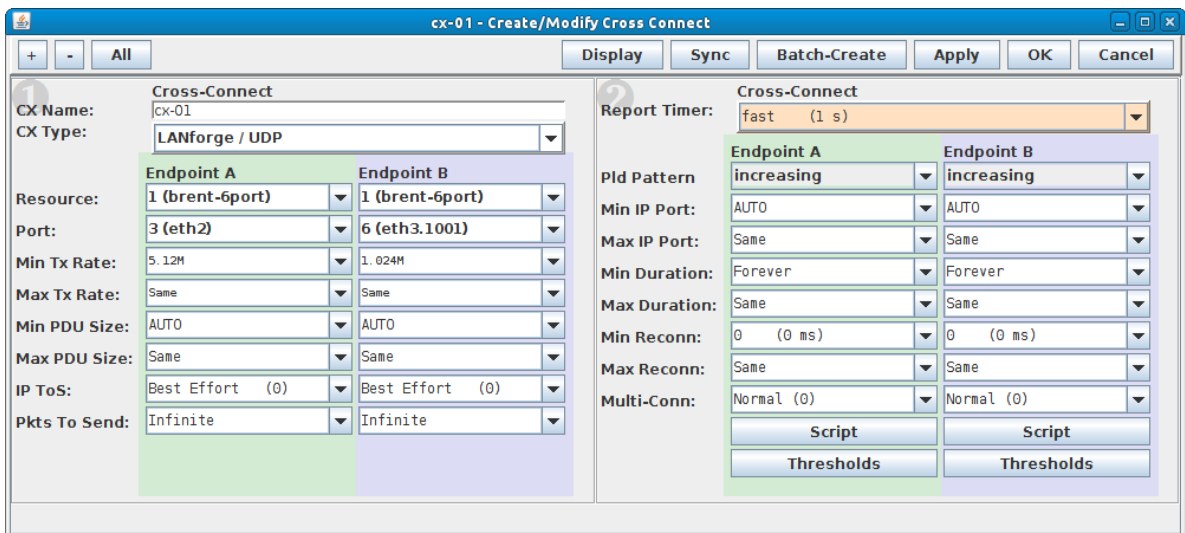 cx-01 - Create/Modify Cross Connect
+ - All Display Sync Batch-Create Apply OK Cancel
1
Cross-Connect
CX Name: cx-01
CX Type: LANforge / UDP
Endpoint A Endpoint B
Resource: 1 (brent-6port) 1 (brent-6port)
Port: 3 (eth2) 6 (eth3.1001)
Min Tx Rate: 5.12M 1.024M
Max Tx Rate: Same Same
Min PDU Size: AUTO AUTO
Max PDU Size: Same Same
IP ToS: Best Effort (0) Best Effort (0)
Pkts To Send: Infinite Infinite
2
Cross-Connect
Report Timer: fast (1 s)
Endpoint A Endpoint B
Pld Pattern increasing increasing
Min IP Port: AUTO AUTO
Max IP Port: Same Same
Min Duration: Forever Forever
Max Duration: Same Same
Min Reconn: 0 (0 ms) 0 (0 ms)
Max Reconn: Same Same
Multi-Conn: Normal (0) Normal (0)
Script Script
Thresholds Thresholds